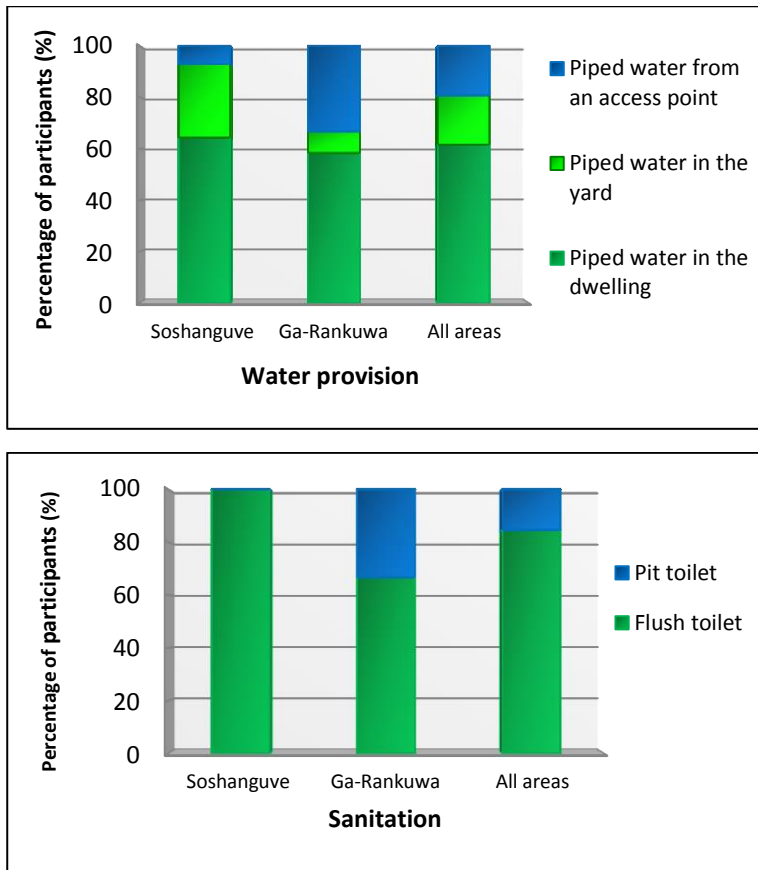 Percentage of participants (%)
100
80
60
40
20
0
Soshanguve
Ga-Rankuwa
All areas
Water provision
Piped water from
an access point
Piped water in the
yard
Piped water in the
dwelling
Percentage of participants (%)
100
80
60
40
20
0
Soshanguve
Ga-Rankuwa
All areas
Sanitation
Pit toilet
Flush toilet